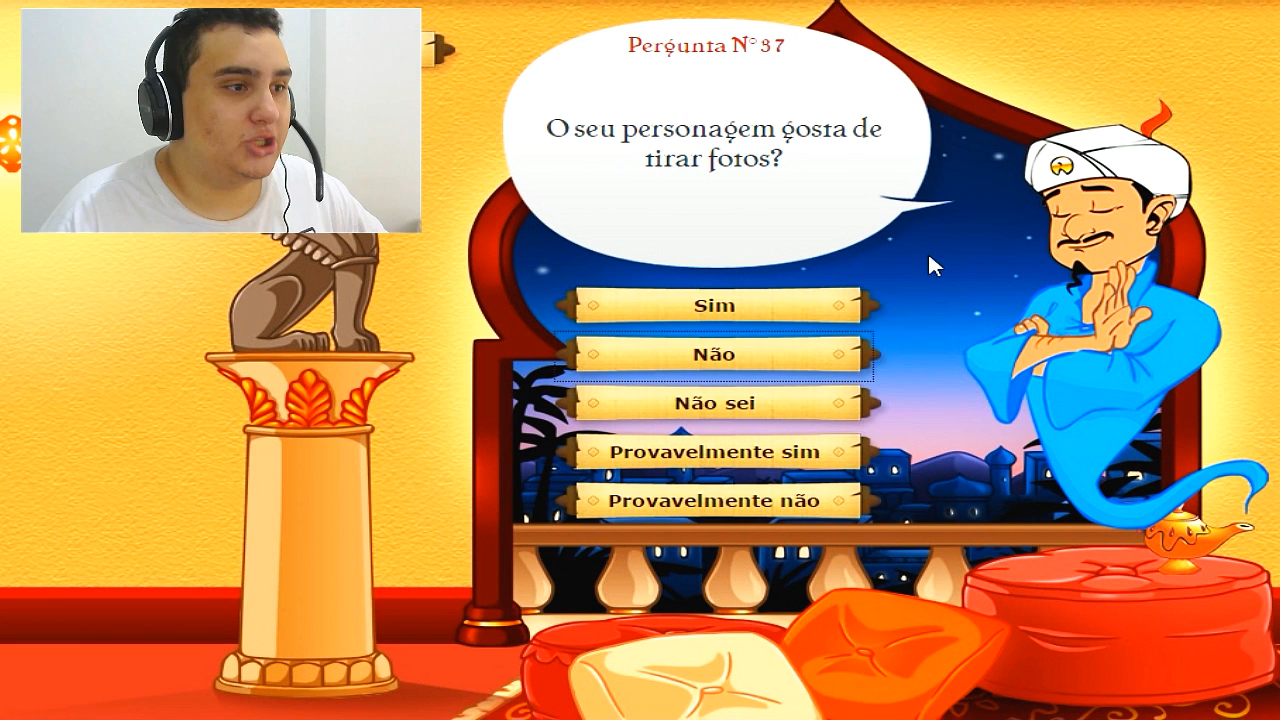 Pergunta N° 37
O seu personagem gosta de
tirar fotos?
Sim
Não
Não sei
Provavelmente sim
Provavelmente não